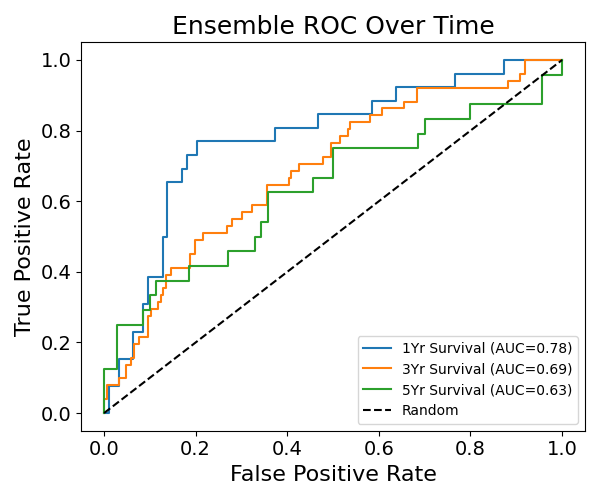 Ensemble ROC Over Time
True Positive Rate
1.0
0.8
0.6
0.4
0.2
0.0
1Yr Survival (AUC=0.78)
3Yr Survival (AUC=0.69)
5Yr Survival (AUC=0.63)
Random
0.0 0.2 0.4 0.6 0.8 1.0
False Positive Rate